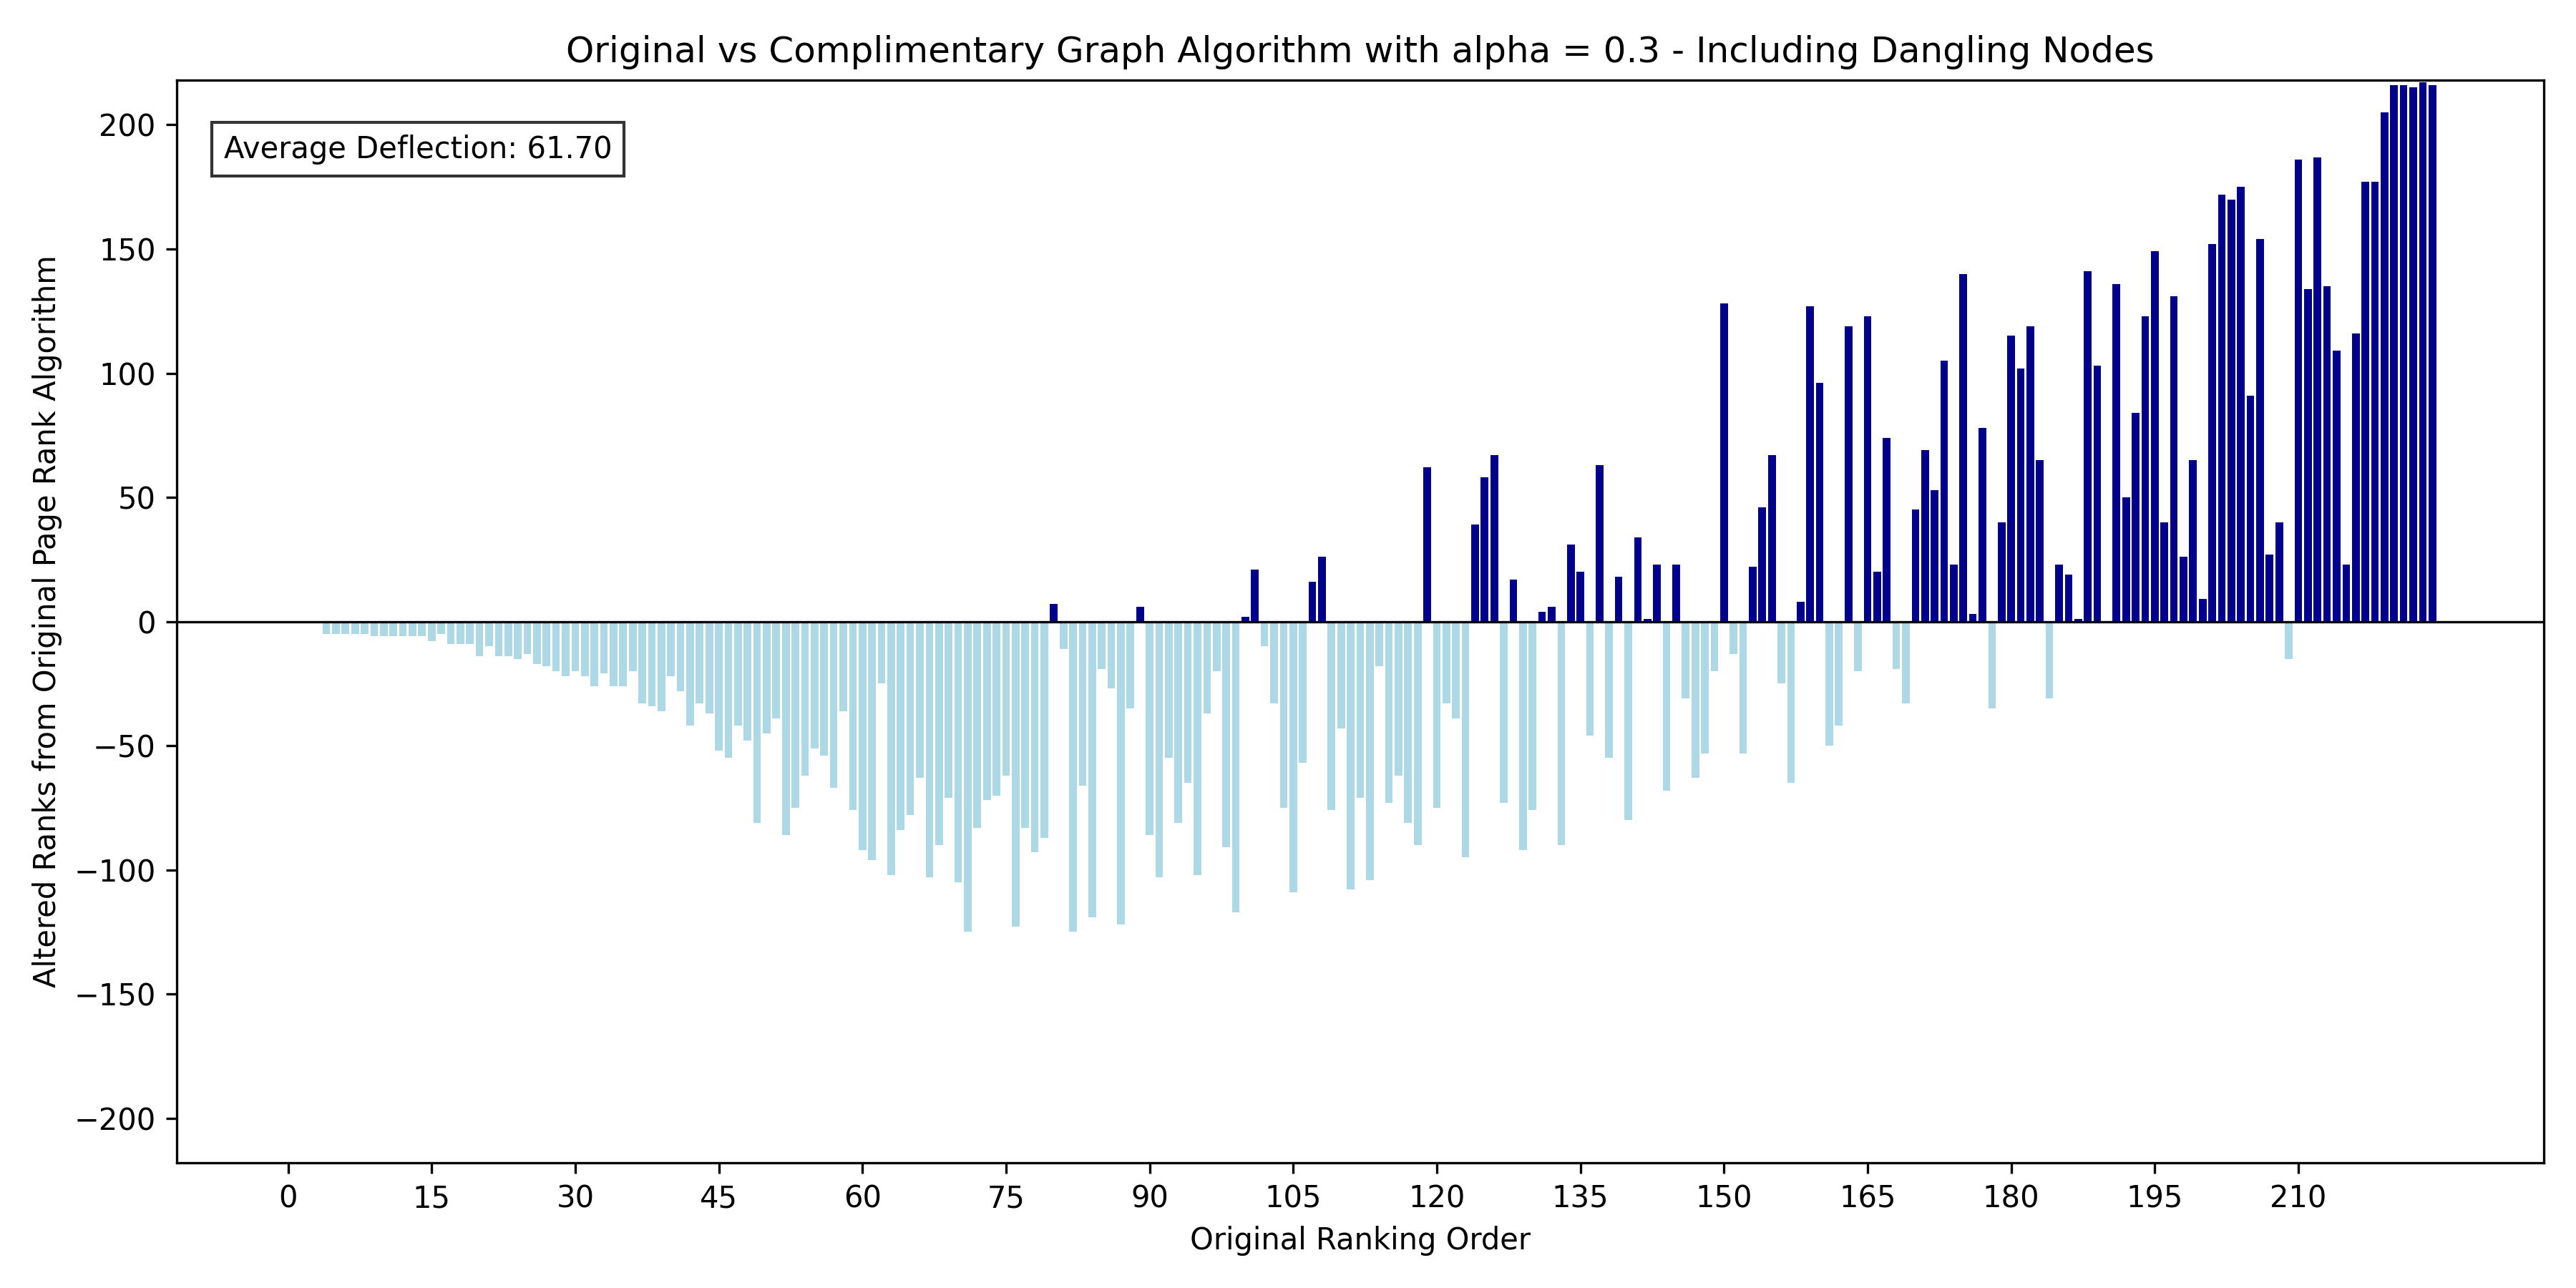 Original vs Complimentary Graph Algorithm with alpha = 0.3 - Including Dangling Nodes
Average Deflection: 61.70
Altered Ranks from Original Page Rank Algorithm
200
150
100
50
0
−50
−100
−150
−200
0 15 30 45 60 75 90 105 120 135 150 165 180 195 210
Original Ranking Order